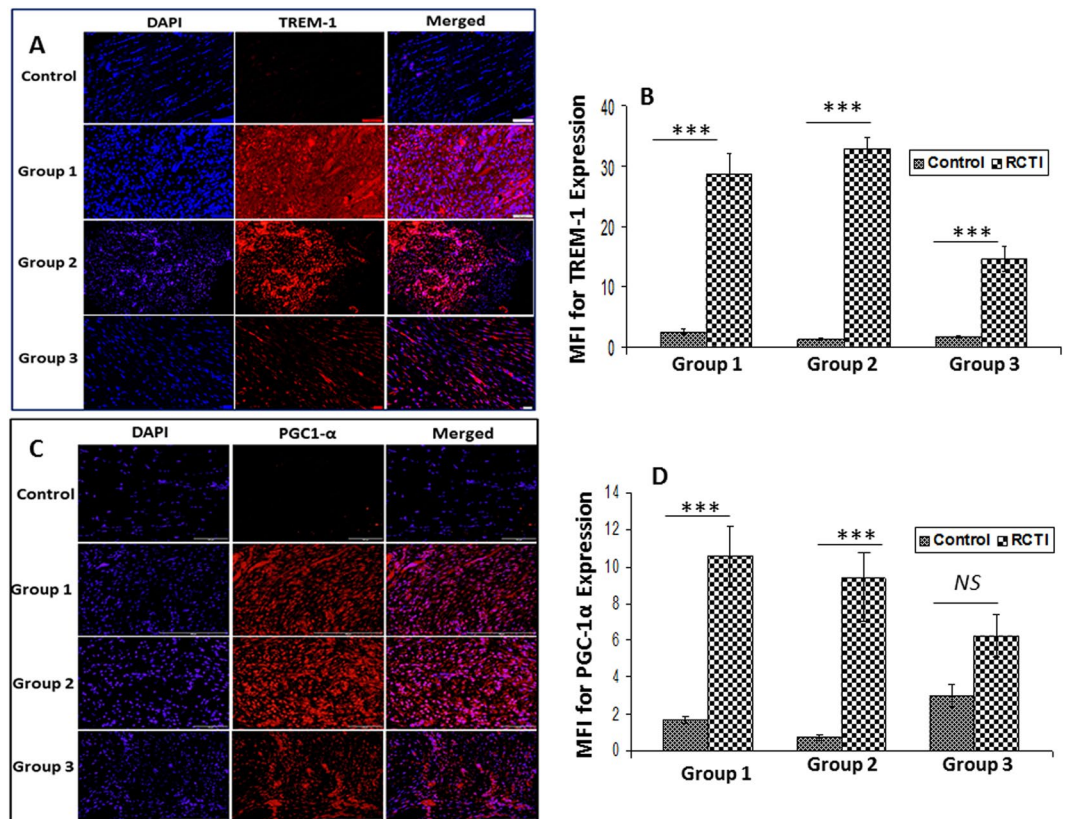 A
DAPI TREM-1 Merged
Control
Group 1
Group 2
Group 3
B
MFI for TREM-1 Expression
40
30
20
10
0
*** *** ***
Control RCTI
Group 1 Group 2 Group 3
C
DAPI PGC1-α Merged
Control
Group 1
Group 2
Group 3
D
MFI for PGC-1α Expression
14
12
10
8
6
4
2
0
*** *** NS
Control RCTI
Group 1 Group 2 Group 3